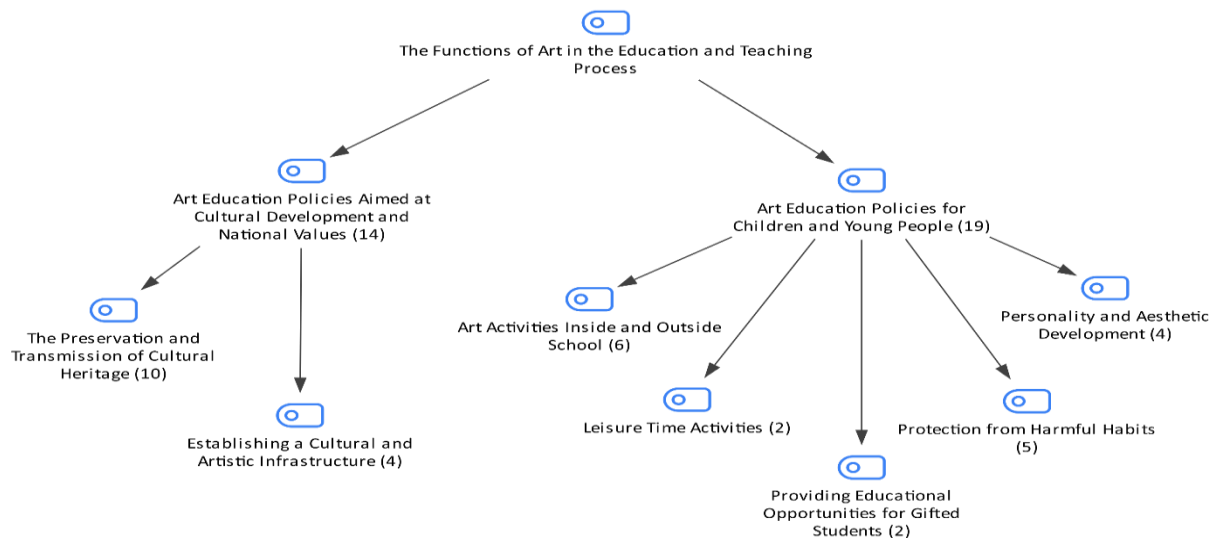 The Functions of Art in the Education and Teaching
Process
Art Education Policies Aimed at
Cultural Development and
National Values (14)
Art Education Policies for
Children and Young People (19)
The Preservation and
Transmission of Cultural
Heritage (10)
Establishing a Cultural and
Artistic Infrastructure (4)
Art Activities Inside and Outside
School (6)
Leisure Time Activities (2)
Providing Educational
Opportunities for Gifted
Students (2)
Protection from Harmful Habits
(5)
Personality and Aesthetic
Development (4)